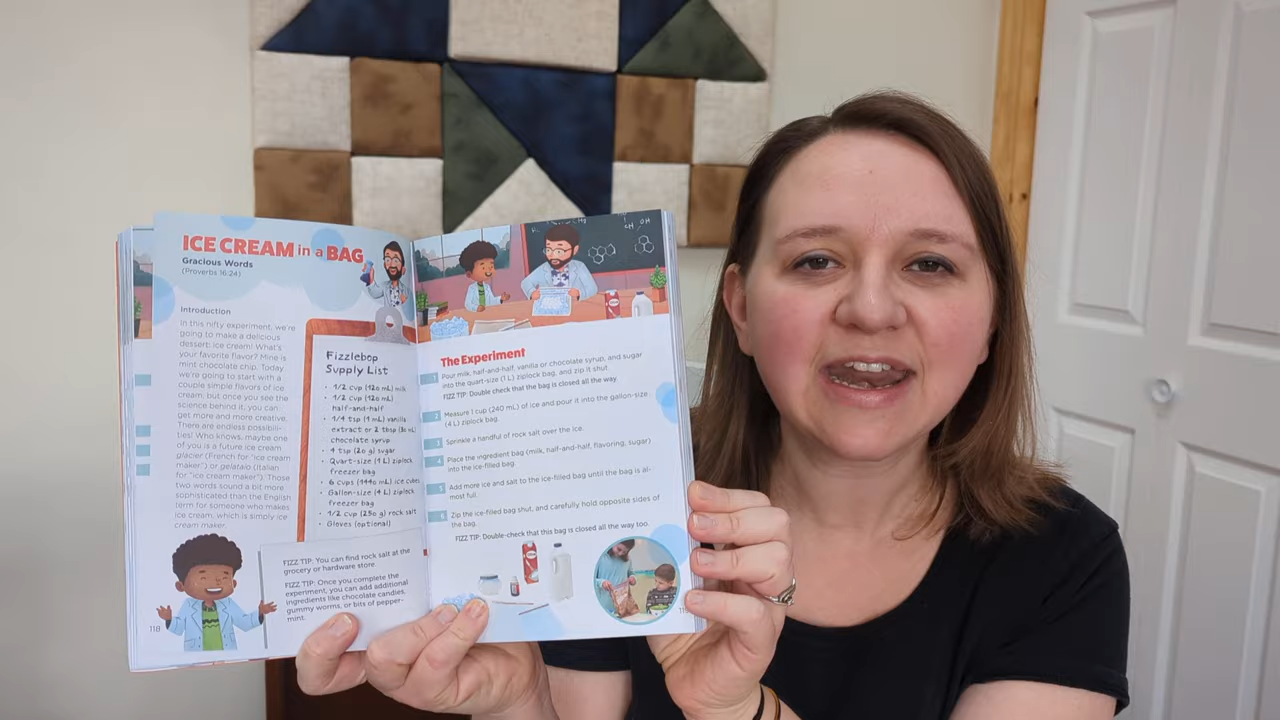 ICE CREAM in a BAG
Gracious Words
(Proverbs 16:24)
Introduction
In this nifty experiment, we're
going to make a delicious
dessert: ice cream! What's
your favorite flavor? Mine is
mint chocolate chip. Today
we're going to start with a
couple simple flavors of ice
cream, but once you see the
science behind it, you can
get more and more creative.
There are endless possibili-
ties! Who knows, maybe one
of you is a future ice cream
glacier (French for "ice cream
maker") or gelataio (Italian
for "ice cream maker"). Those
two words sound a bit more
sophisticated than the English
term for someone who makes
ice cream, which is simply ice
cream maker.
Fizzlebop
Supply List
• 1/2 cup (120 mL) milk
• 1/2 cup (120 mL)
half-and-half
• 1/4 tsp (1 mL) vanilla
extract or 2 tbsp (30 mL)
chocolate syrup
• 4 tsp (20 g) sugar
• Quart-size (1 L) ziplock
freezer bag
• 6 cups (1440 mL) ice cubes
• Gallon-size (4 L) ziplock
freezer bag
• 1/2 cup (250 g) rock salt
• Gloves (optional)
FIZZ TIP: You can find rock salt at the
grocery or hardware store.
FIZZ TIP: Once you complete the
experiment, you can add additional
ingredients like chocolate candies,
gummy worms, or bits of pepper-
mint.
118
The Experiment
1 Pour milk, half-and-half, vanilla or chocolate syrup, and sugar
into the quart-size (1 L) ziplock bag, and zip it shut.
FIZZ TIP: Double check that the bag is closed all the way
2 Measure 1 cup (240 mL) of ice and pour it into the gallon-size
(4 L) ziplock bag.
3 Sprinkle a handful of rock salt over the ice.
4 Place the ingredient bag (milk, half-and-half, flavoring, sugar)
into the ice-filled bag.
5 Add more ice and salt to the ice-filled bag until the bag is al-
most full.
6 Zip the ice-filled bag shut, and carefully hold opposite sides of
the bag.
FIZZ TIP: Double-check that this bag is closed all the way too.